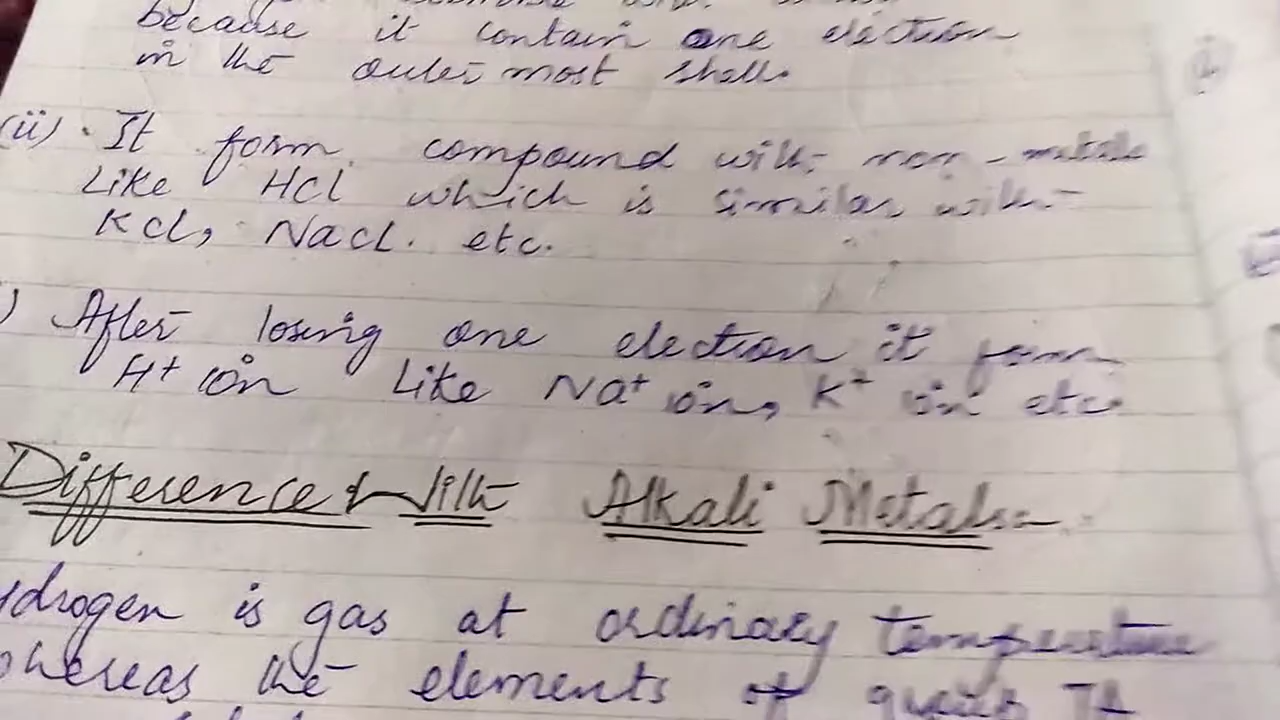 because it contain one electron
in the outer most shell.
(ii) . It form compound with non-metals
Like HCl which is similar with
KCl, NaCl. etc.
) After losing one electron it form
H+ ion Like Na+ ion, K+ ion etc.
Difference With Alkali Metals
ydrogen is gas at ordinary temperature
whereas the elements of